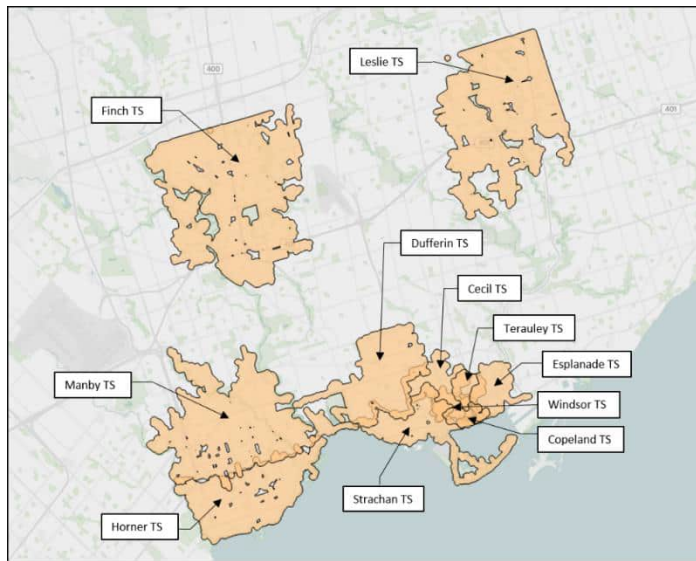 Leslie TS
400
Finch TS
401
Dufferin TS
Cecil TS
Terauley TS
Esplanade TS
Manby TS
Windsor TS
Copeland TS
Strachan TS
Horner TS